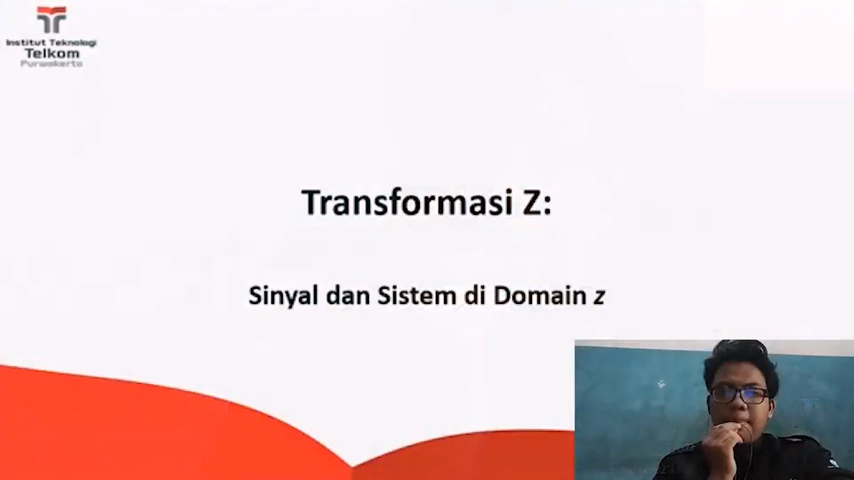 Institut Teknologi
Telkom
Purwokerto
Transformasi Z:
Sinyal dan Sistem di Domain z